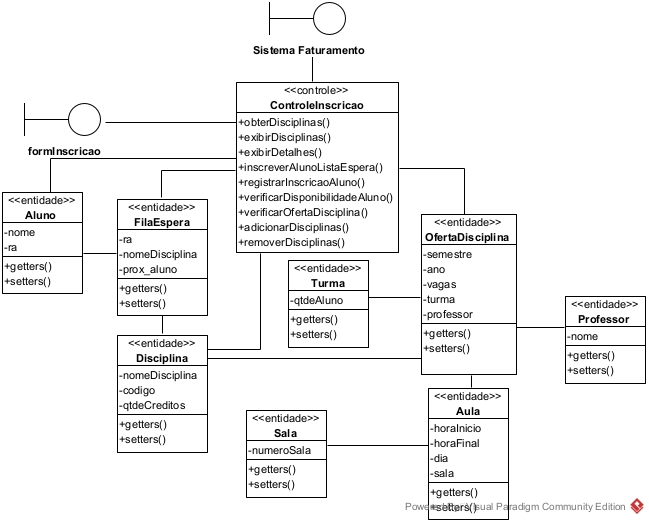 Sistema Faturamento
<<controle>>
ControleInscricao
+obterDisciplinas()
+exibirDisciplinas()
+exibirDetalhes()
+inscreverAlunoListaEspera()
+registrarInscricaoAluno()
+verificarDisponibilidadeAluno()
+verificarOfertaDisciplina()
+adicionarDisciplinas()
+removerDisciplinas()
formInscricao
<<entidade>>
Aluno
-nome
-ra
+getters()
+setters()
<<entidade>>
FilaEspera
-ra
-nomeDisciplina
-prox_aluno
+getters()
+setters()
<<entidade>>
OfertaDisciplina
-semestre
-ano
-vagas
-turma
-professor
+getters()
+setters()
<<entidade>>
Turma
-qtdeAluno
+getters()
+setters()
<<entidade>>
Professor
-nome
+getters()
+setters()
<<entidade>>
Disciplina
-nomeDisciplina
-codigo
-qtdeCreditos
+getters()
+setters()
<<entidade>>
Sala
-numeroSala
+getters()
+setters()
<<entidade>>
Aula
-horaInicio
-horaFinal
-dia
-sala
+getters()
+setters()
Powered By Visual Paradigm Community Edition